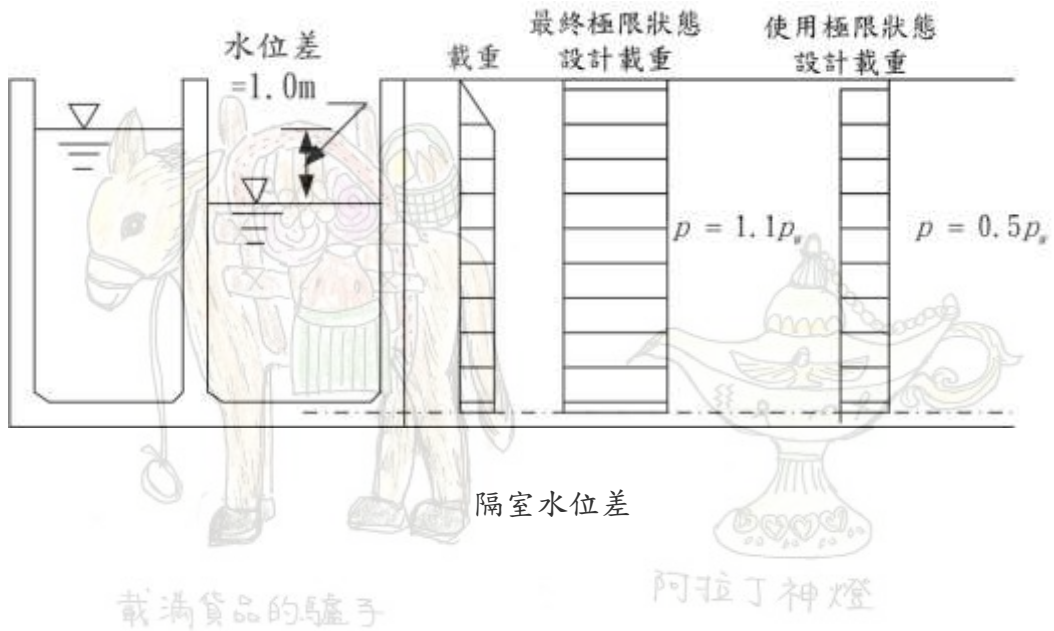 水位差
=1.0m
載重
最終極限狀態
設計載重
使用極限狀態
設計載重
p = 1.1p_w
p = 0.5p_w
隔室水位差
載滿貨品的驢子
阿拉丁神燈